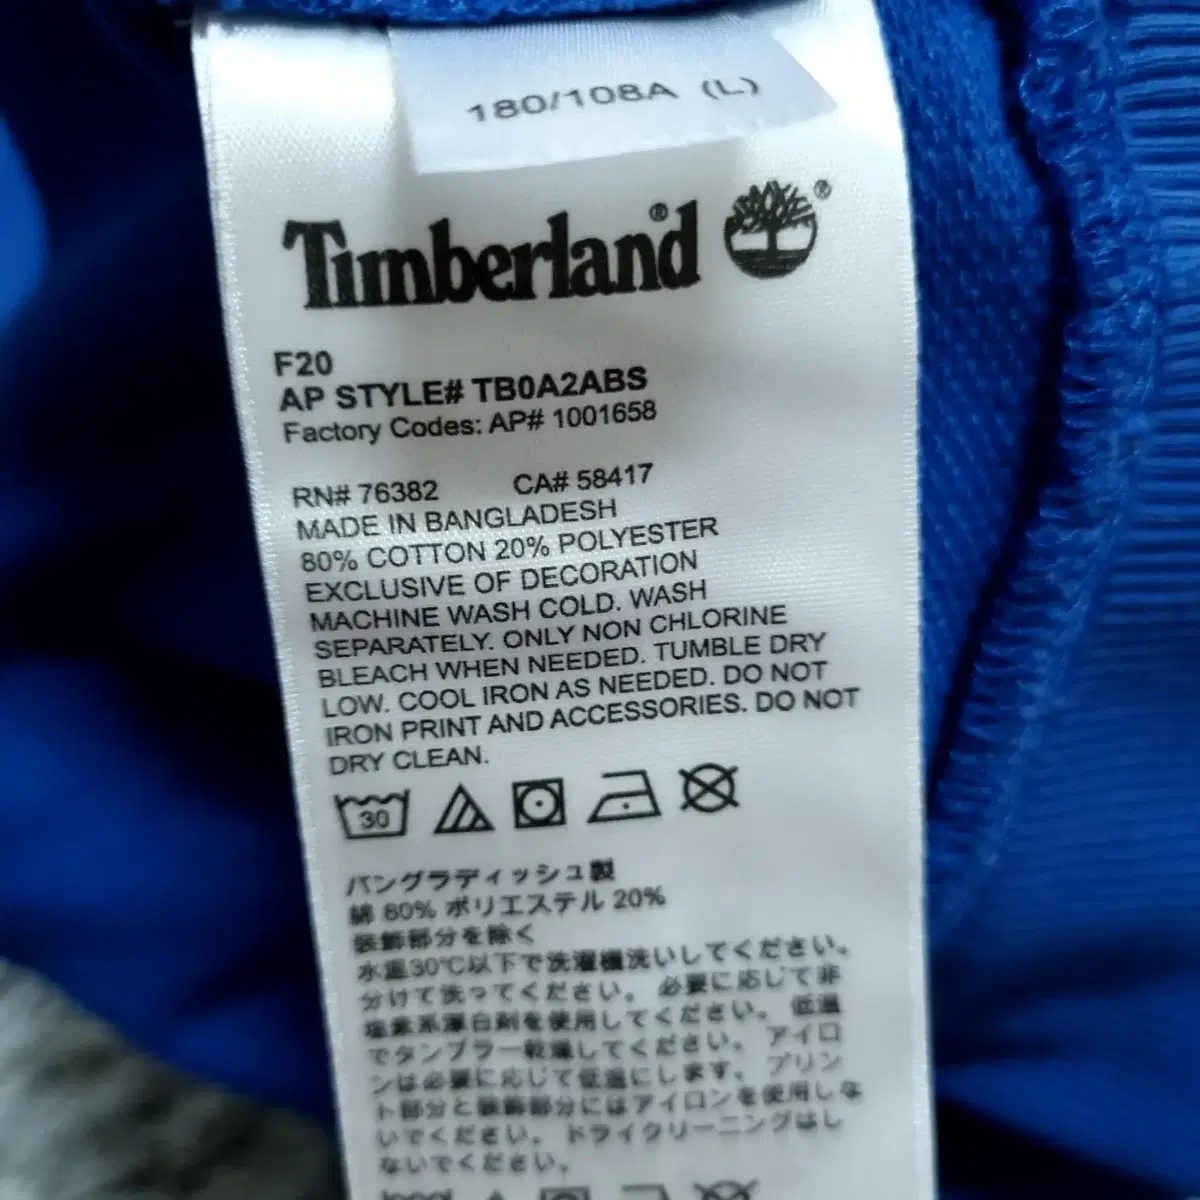 180/108A (L)
Timberland®
F20
AP STYLE# TB0A2ABS
Factory Codes: AP# 1001658
RN# 76382 CA# 58417
MADE IN BANGLADESH
80% COTTON 20% POLYESTER
EXCLUSIVE OF DECORATION
MACHINE WASH COLD. WASH
SEPARATELY. ONLY NON CHLORINE
BLEACH WHEN NEEDED. TUMBLE DRY
LOW. COOL IRON AS NEEDED. DO NOT
IRON PRINT AND ACCESSORIES. DO NOT
DRY CLEAN.
30
バングラディッシュ製
綿 80% ポリエステル 20%
装飾部分を除く
水温30℃以下で洗濯機洗いしてください。
分けて洗ってください。必要に応じて非
塩素系漂白剤を使用してください。低温
でタンブラー乾燥してください。アイロ
ンは必要に応じて低温にします。プリン
ト部分と装飾部分にはアイロンを使用しな
いでください。ドライクリーニングはし
ないでください。